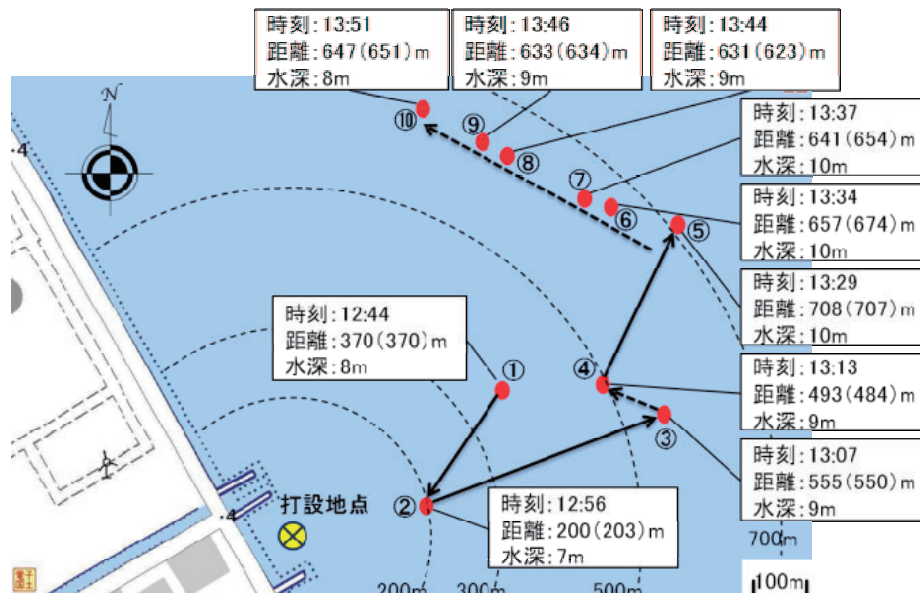 時刻:13:51
距離:647(651)m
水深:8m
時刻:13:46
距離:633(634)m
水深:9m
時刻:13:44
距離:631(623)m
水深:9m
N
⑩
⑨
⑧
⑦
⑥
⑤
時刻:13:37
距離:641(654)m
水深:10m
時刻:13:34
距離:657(674)m
水深:10m
時刻:13:29
距離:708(707)m
水深:10m
時刻:12:44
距離:370(370)m
水深:8m
①
④
③
時刻:13:13
距離:493(484)m
水深:9m
時刻:13:07
距離:555(550)m
水深:9m
②
時刻:12:56
距離:200(203)m
水深:7m
打設地点
.4
.4
200m
300m
500m
700m
100m